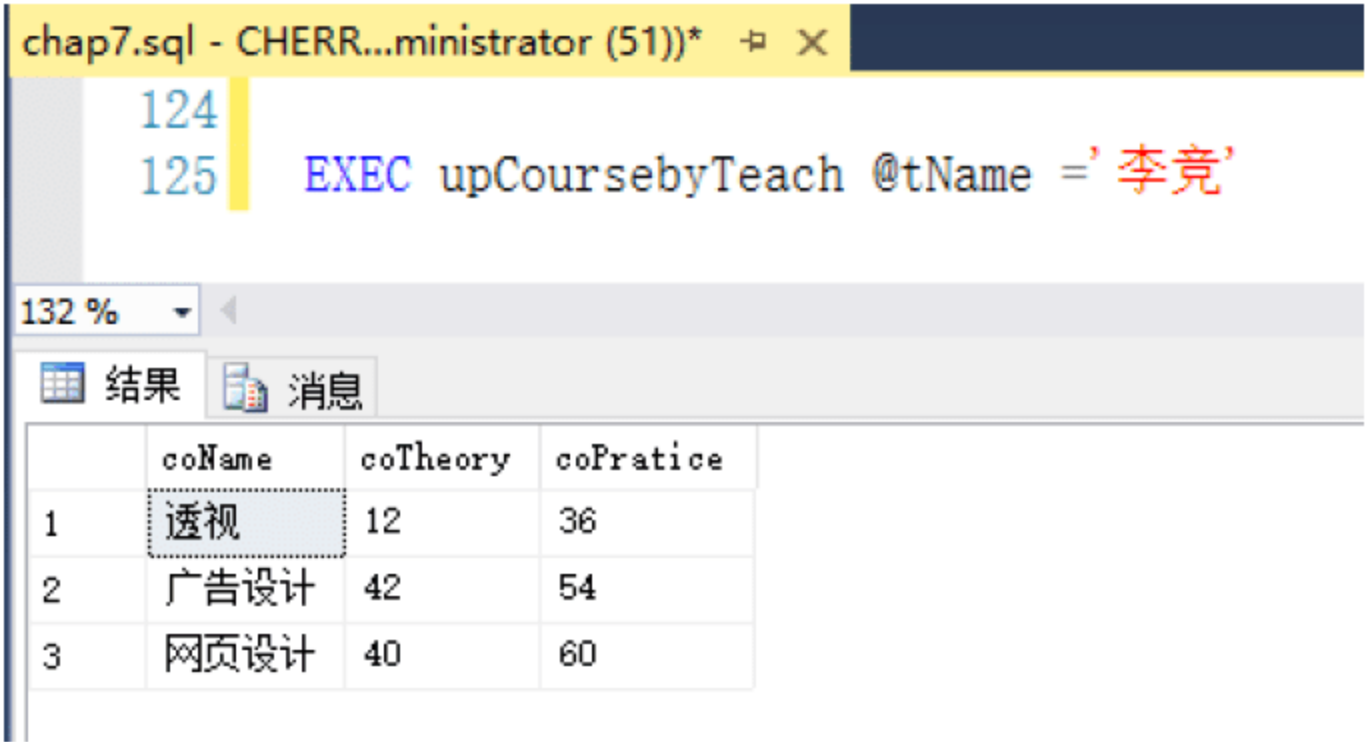 chap7.sql - CHERR...ministrator (51))*
124
125 EXEC upCoursebyTeach @tName ='李竞'
132 %
结果 消息
coName coTheory coPratice
1 透视 12 36
2 广告设计 42 54
3 网页设计 40 60